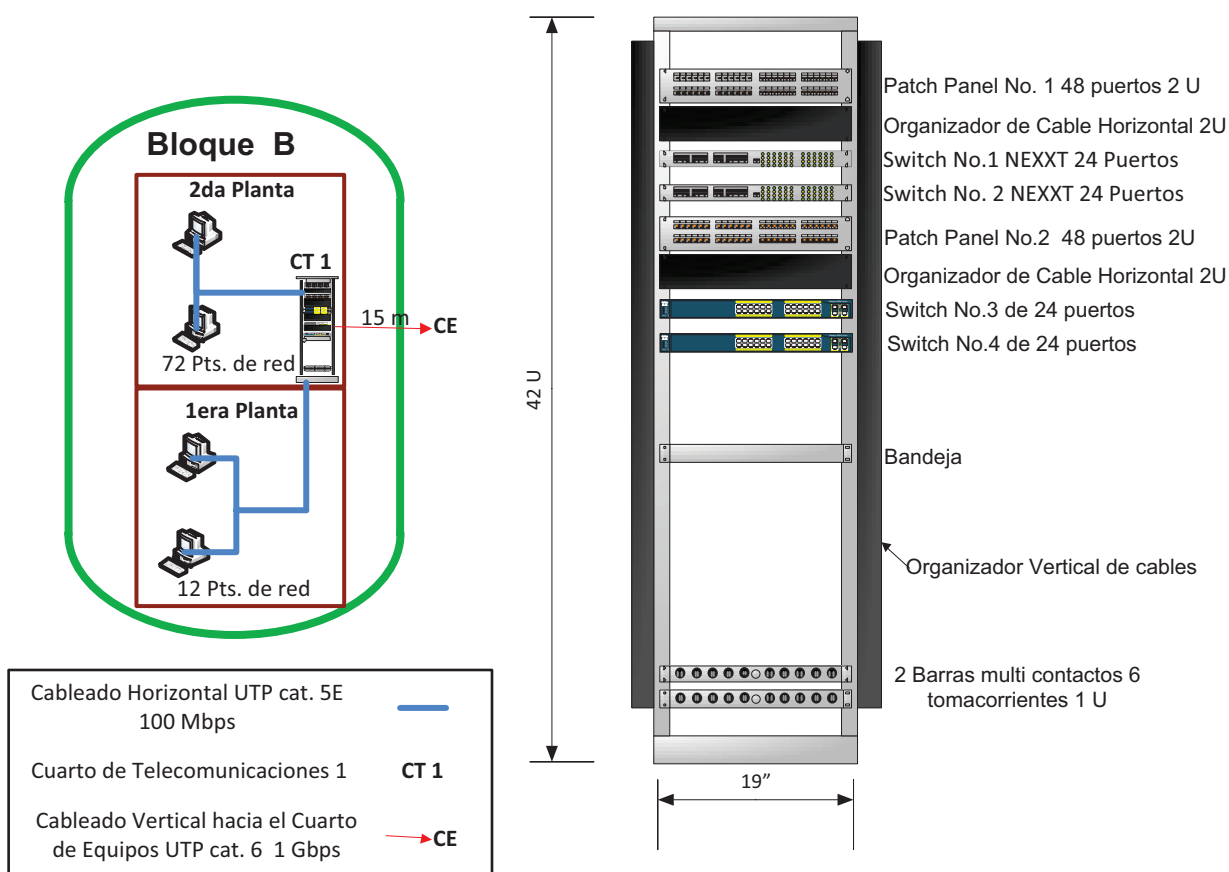 Bloque B
2da Planta
CT 1
15 m
CE
72 Pts. de red
1era Planta
12 Pts. de red
Cableado Horizontal UTP cat. 5E
100 Mbps
Cuarto de Telecomunicaciones 1
CT 1
Cableado Vertical hacia el Cuarto
de Equipos UTP cat. 6 1 Gbps
CE
42 U
Patch Panel No. 1 48 puertos 2 U
Organizador de Cable Horizontal 2U
Switch No.1 NEXXT 24 Puertos
Switch No. 2 NEXXT 24 Puertos
Patch Panel No.2 48 puertos 2U
Organizador de Cable Horizontal 2U
Switch No.3 de 24 puertos
Switch No.4 de 24 puertos
Bandeja
Organizador Vertical de cables
2 Barras multi contactos 6
tomacorrientes 1 U
19”